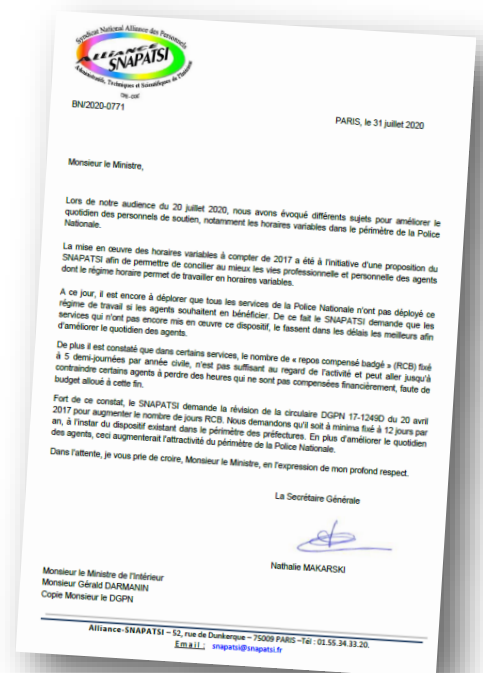 Syndicat National Alliance des Personnels
ALLIANCE
SNAPATSI
Administratifs, Techniques et Scientifiques de l'Intérieur
CFE-CGC
BN/2020-0771
PARIS, le 31 juillet 2020
Monsieur le Ministre,
Lors de notre audience du 20 juillet 2020, nous avons évoqué différents sujets pour améliorer le
quotidien des personnels de soutien, notamment les horaires variables dans le périmètre de la Police
Nationale.
La mise en œuvre des horaires variables à compter de 2017 a été à l'initiative d'une proposition du
SNAPATSI afin de permettre de concilier au mieux les vies professionnelle et personnelle des agents
dont le régime horaire permet de travailler en horaires variables.
A ce jour, il est encore à déplorer que tous les services de la Police Nationale n'ont pas déployé ce
régime de travail si les agents souhaitent en bénéficier. De ce fait le SNAPATSI demande que les
services qui n'ont pas encore mis en œuvre ce dispositif, le fassent dans les délais les meilleurs afin
d'améliorer le quotidien des agents.
De plus il est constaté que dans certains services, le nombre de « repos compensé badgé » (RCB) fixé
à 5 demi-journées par année civile, n'est pas suffisant au regard de l'activité et peut aller jusqu'à
contraindre certains agents à perdre des heures qui ne sont pas compensées financièrement, faute de
budget alloué à cette fin.
Fort de ce constat, le SNAPATSI demande la révision de la circulaire DGPN 17-1249D du 20 avril
2017 pour augmenter le nombre de jours RCB. Nous demandons qu'il soit à minima fixé à 12 jours par
an, à l'instar du dispositif existant dans le périmètre des préfectures. En plus d'améliorer le quotidien
des agents, ceci augmenterait l'attractivité du périmètre de la Police Nationale.
Dans l'attente, je vous prie de croire, Monsieur le Ministre, en l'expression de mon profond respect.
La Secrétaire Générale
Nathalie MAKARSKI
Monsieur le Ministre de l'Intérieur
Monsieur Gérald DARMANIN
Copie Monsieur le DGPN
Alliance-SNAPATSI – 52, rue de Dunkerque – 75009 PARIS –Tél : 01.55.34.33.20.
Email : snapatsi@snapatsi.fr